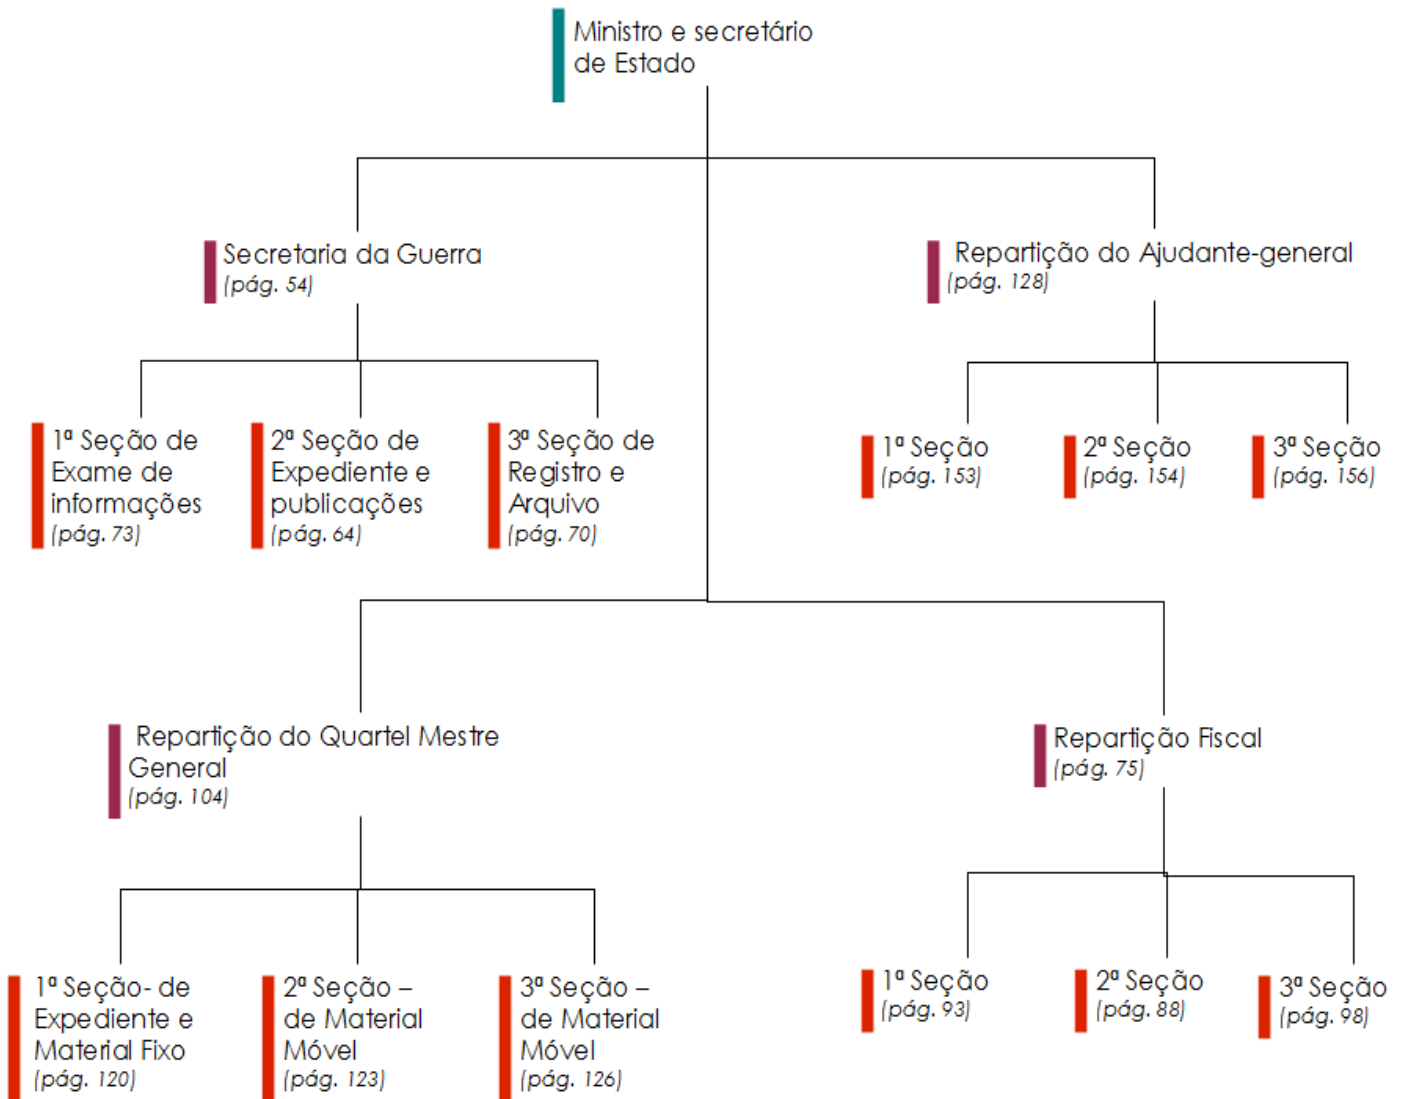 Ministro e secretário
de Estado
Secretaria da Guerra
(pág. 54)
Repartição do Ajudante-general
(pág. 128)
1ª Seção de
Exame de
informações
(pág. 73)
2ª Seção de
Expediente e
publicações
(pág. 64)
3ª Seção de
Registro e
Arquivo
(pág. 70)
1ª Seção
(pág. 153)
2ª Seção
(pág. 154)
3ª Seção
(pág. 156)
Repartição do Quartel Mestre
General
(pág. 104)
Repartição Fiscal
(pág. 75)
1ª Seção- de
Expediente e
Material Fixo
(pág. 120)
2ª Seção –
de Material
Móvel
(pág. 123)
3ª Seção –
de Material
Móvel
(pág. 126)
1ª Seção
(pág. 93)
2ª Seção
(pág. 88)
3ª Seção
(pág. 98)